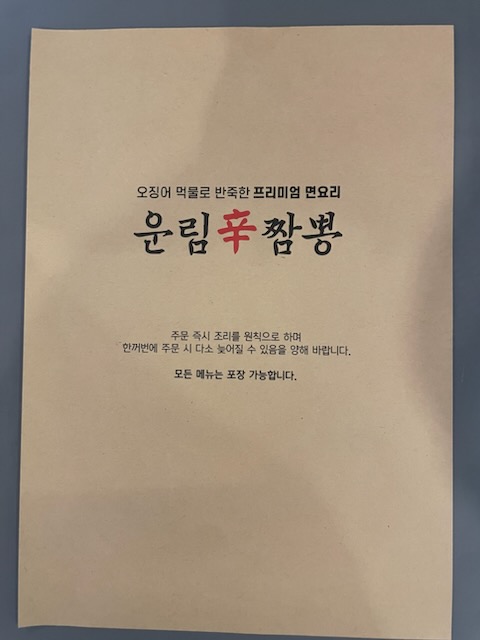 오징어 먹물로 반죽한 프리미엄 면요리
운림辛짬뽕
주문 즉시 조리를 원칙으로 하며
한꺼번에 주문 시 다소 늦어질 수 있음을 양해 바랍니다.
모든 메뉴는 포장 가능합니다.